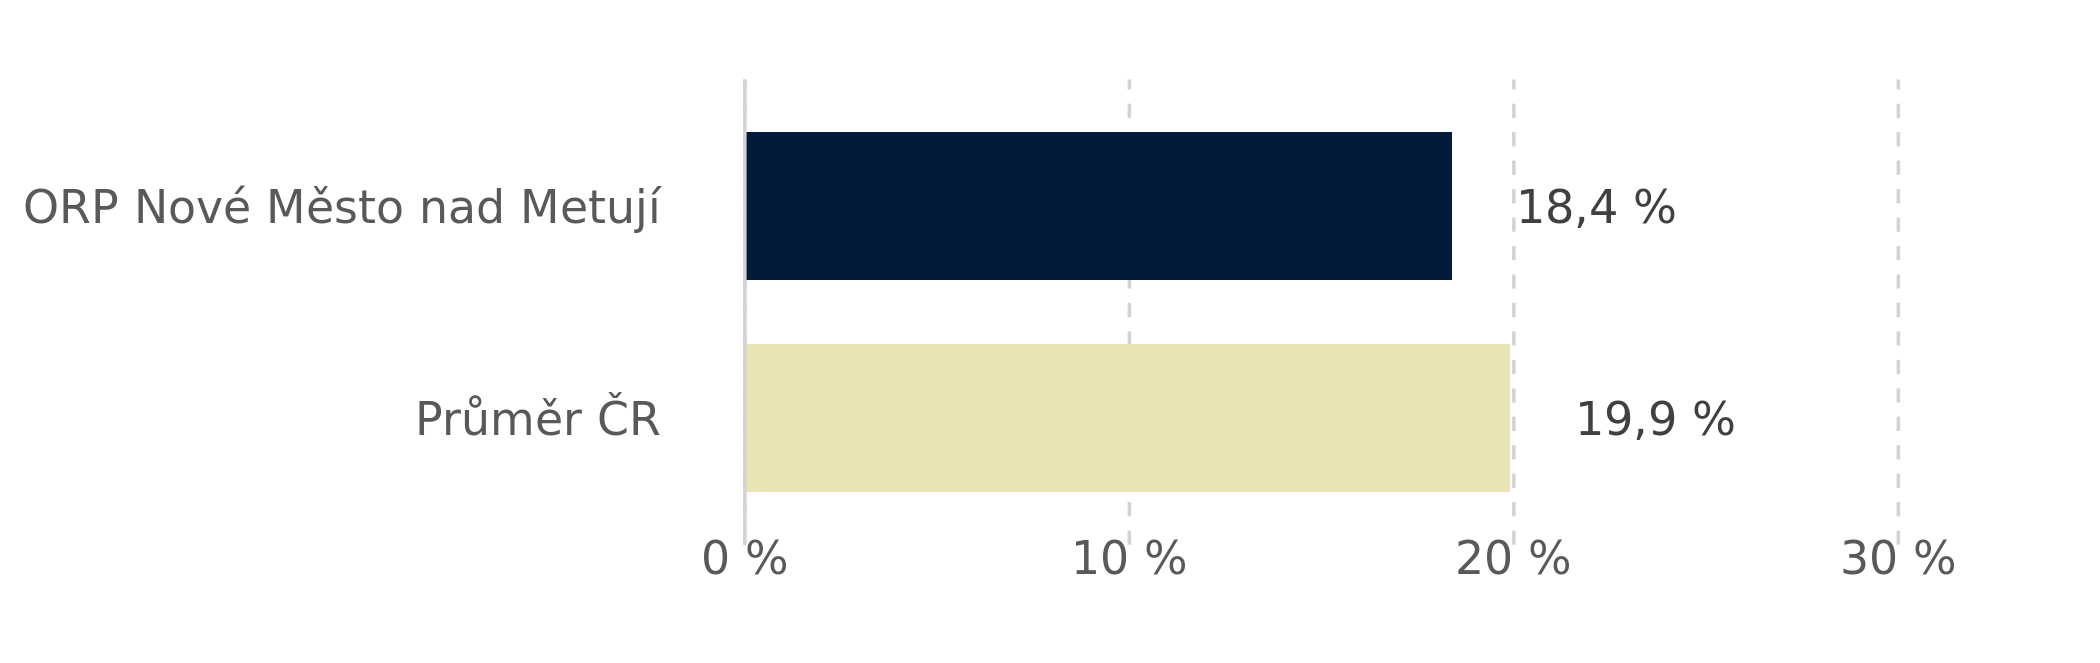 ORP Nové Město nad Metují 18,4 %
Průměr ČR 19,9 %
0 % 10 % 20 % 30 %